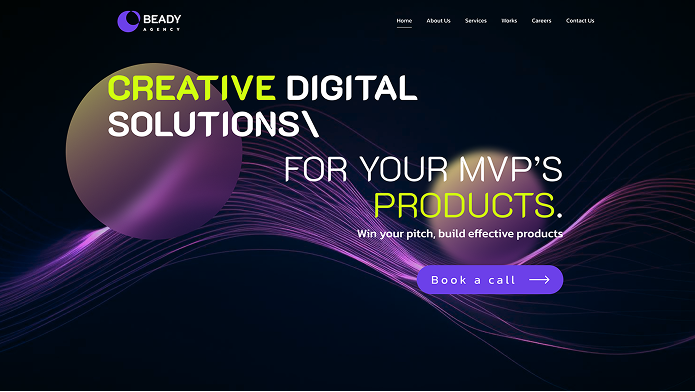 BEADY
AGENCY
Home About Us Services Works Careers Contact Us
CREATIVE DIGITAL
SOLUTIONS\
FOR YOUR MVP'S
PRODUCTS.
Win your pitch, build effective products
Book a call